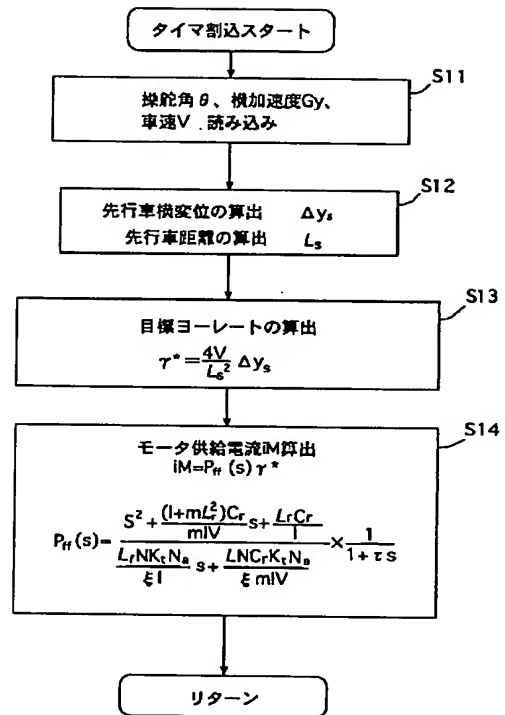 タイマ割込スタート
S11
操舵角θ、横加速度Gy、
車速V.読み込み
S12
先行車横変位の算出 Δys
先行車距離の算出 Ls
S13
目標ヨーレートの算出
γ*=4V/Ls² Δys
S14
モータ供給電流iM算出
iM=Pff(s)γ*
Pff(s)=(S²+((I+mLr²)Cr/mIV)s+LrCr/I)/((LfNKtNa/ξI)s+LNCrKtNa/ξmIV)×1/(1+τs)
リターン